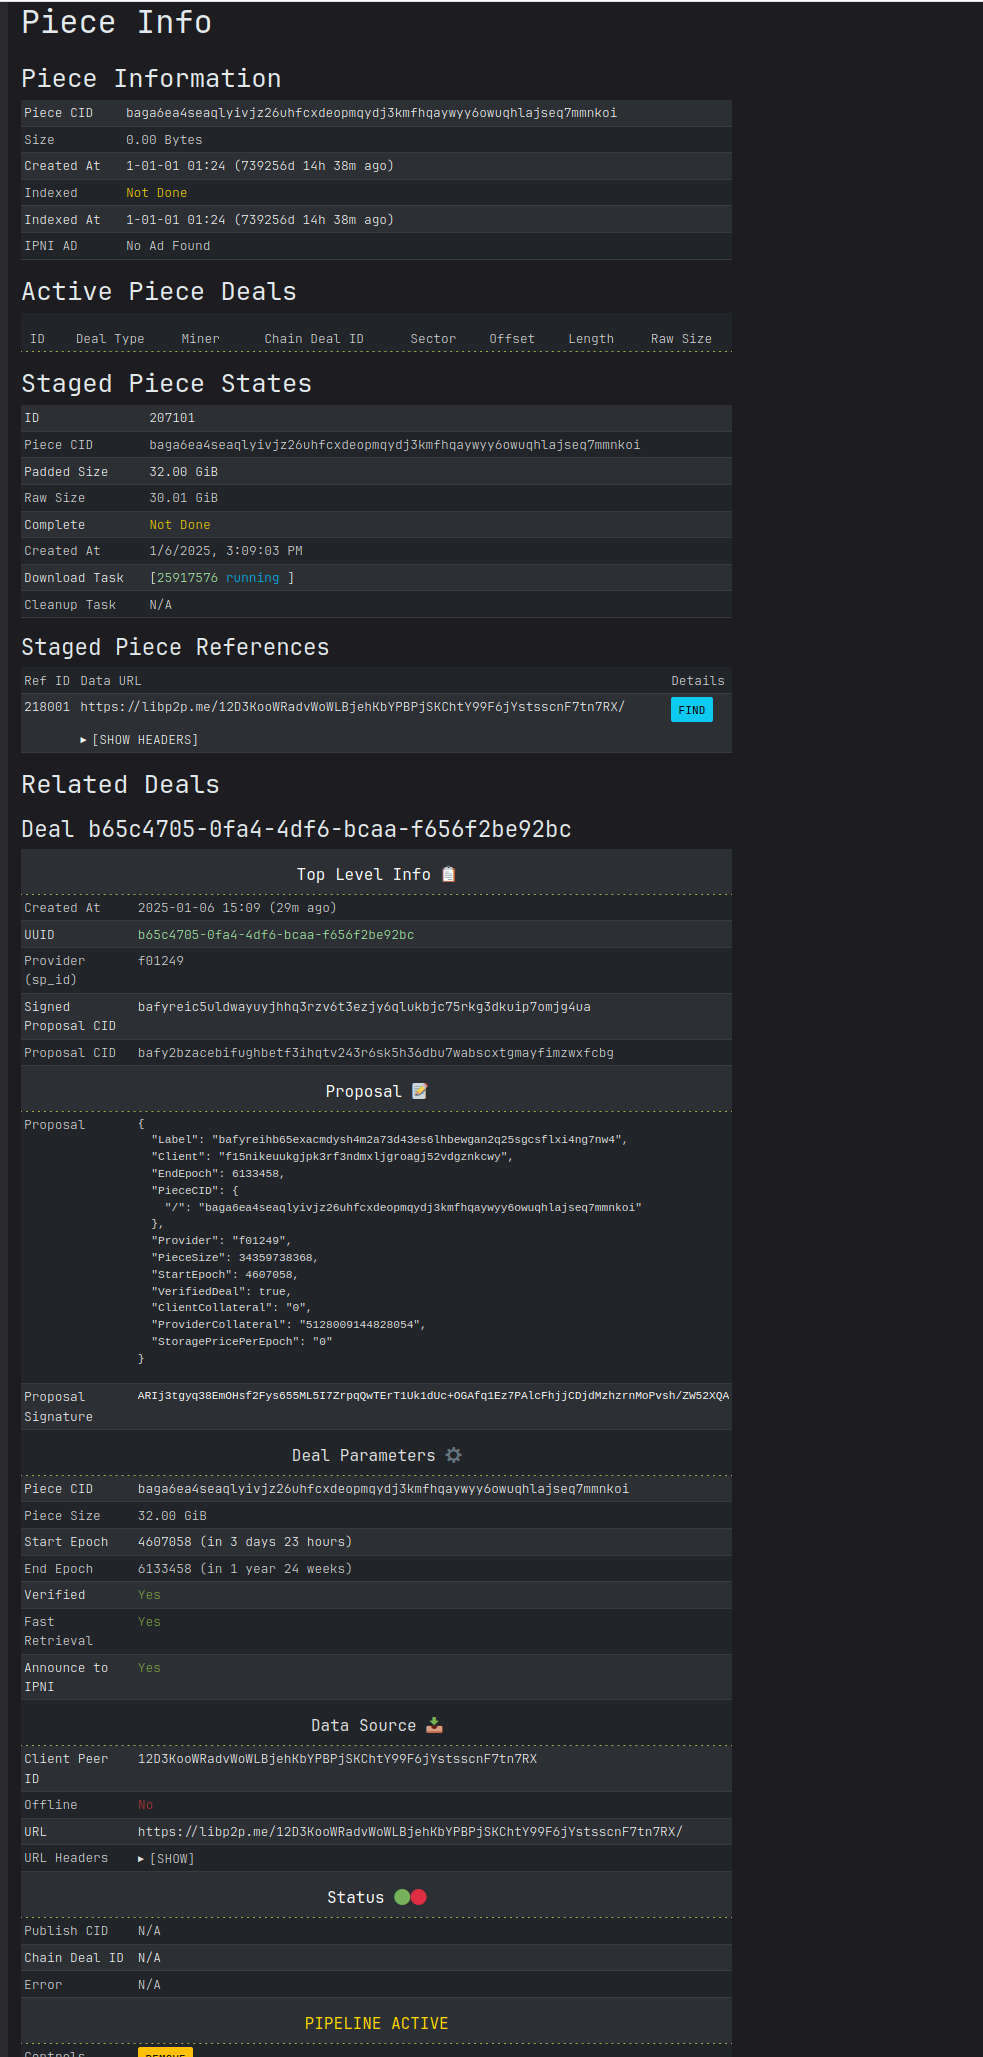 Piece Info
Piece Information
Piece CID baga6ea4seaqlyivjz26uhfcxdeopmqydj3kmfhqaywyy6owuqhlajseq7mmnkoi
Size 0.00 Bytes
Created At 1-01-01 01:24 (739256d 14h 38m ago)
Indexed Not Done
Indexed At 1-01-01 01:24 (739256d 14h 38m ago)
IPNI AD No Ad Found
Active Piece Deals
ID Deal Type Miner Chain Deal ID Sector Offset Length Raw Size
Staged Piece States
ID 207101
Piece CID baga6ea4seaqlyivjz26uhfcxdeopmqydj3kmfhqaywyy6owuqhlajseq7mmnkoi
Padded Size 32.00 GiB
Raw Size 30.01 GiB
Complete Not Done
Created At 1/6/2025, 3:09:03 PM
Download Task [25917576 running ]
Cleanup Task N/A
Staged Piece References
Ref ID Data URL Details
218001 https://libp2p.me/12D3KooWRadvWoWLBjehKbYPBPjSKChtY99F6jYstsscnF7tn7RX/ FIND
▶ [SHOW HEADERS]
Related Deals
Deal b65c4705-0fa4-4df6-bcaa-f656f2be92bc
Top Level Info 📋
Created At 2025-01-06 15:09 (29m ago)
UUID b65c4705-0fa4-4df6-bcaa-f656f2be92bc
Provider f01249
(sp_id)
Signed bafyreic5uldwayuyjhhq3rzv6t3ezjy6qlukbjc75rkg3dkuip7omjg4ua
Proposal CID
Proposal CID bafy2bzacebifughbetf3ihqtv243r6sk5h36dbu7wabscxtgmayfimzwxfcbg
Proposal 📝
Proposal {
"Label": "bafyreihb65exacmdysh4m2a73d43es6lhbewgan2q25sgcsflxi4ng7nw4",
"Client": "f15nikeuukgjpk3rf3ndmxljgroagj52vdgznkcwy",
"EndEpoch": 6133458,
"PieceCID": {
"/": "baga6ea4seaqlyivjz26uhfcxdeopmqydj3kmfhqaywyy6owuqhlajseq7mmnkoi"
},
"Provider": "f01249",
"PieceSize": 34359738368,
"StartEpoch": 4607058,
"VerifiedDeal": true,
"ClientCollateral": "0",
"ProviderCollateral": "5128009144828054",
"StoragePricePerEpoch": "0"
}
Proposal ARIj3tgyq38EmOHsf2Fys655ML5I7ZrpqQwTErT1Uk1dUc+OGAfq1Ez7PAlcFhjjCDjdMzhzrnMoPvsh/ZW52XQA
Signature
Deal Parameters ⚙️
Piece CID baga6ea4seaqlyivjz26uhfcxdeopmqydj3kmfhqaywyy6owuqhlajseq7mmnkoi
Piece Size 32.00 GiB
Start Epoch 4607058 (in 3 days 23 hours)
End Epoch 6133458 (in 1 year 24 weeks)
Verified Yes
Fast Yes
Retrieval
Announce to Yes
IPNI
Data Source 📥
Client Peer 12D3KooWRadvWoWLBjehKbYPBPjSKChtY99F6jYstsscnF7tn7RX
ID
Offline No
URL https://libp2p.me/12D3KooWRadvWoWLBjehKbYPBPjSKChtY99F6jYstsscnF7tn7RX/
URL Headers ▶ [SHOW]
Status 🟢🔴
Publish CID N/A
Chain Deal ID N/A
Error N/A
PIPELINE ACTIVE
Controls REMOVE